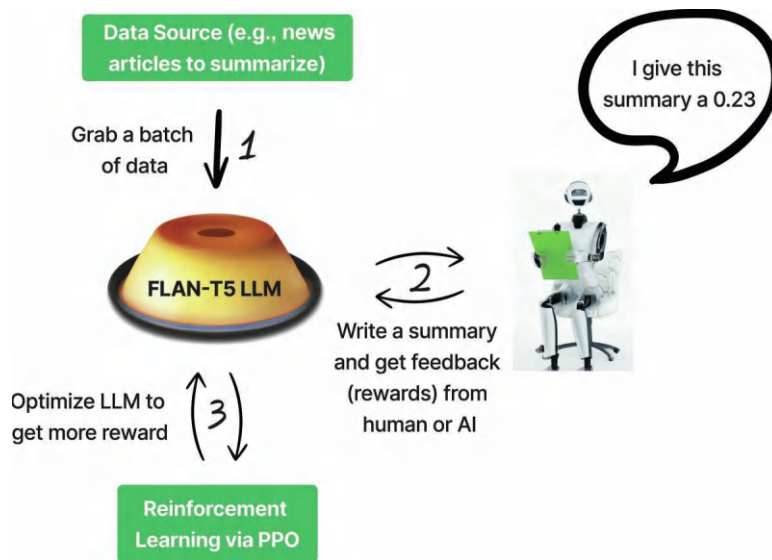 Data Source (e.g., news
articles to summarize)
I give this
summary a 0.23
Grab a batch
of data
1
FLAN-T5 LLM
2
Write a summary
and get feedback
(rewards) from
human or AI
Optimize LLM to
get more reward
3
Reinforcement
Learning via PPO